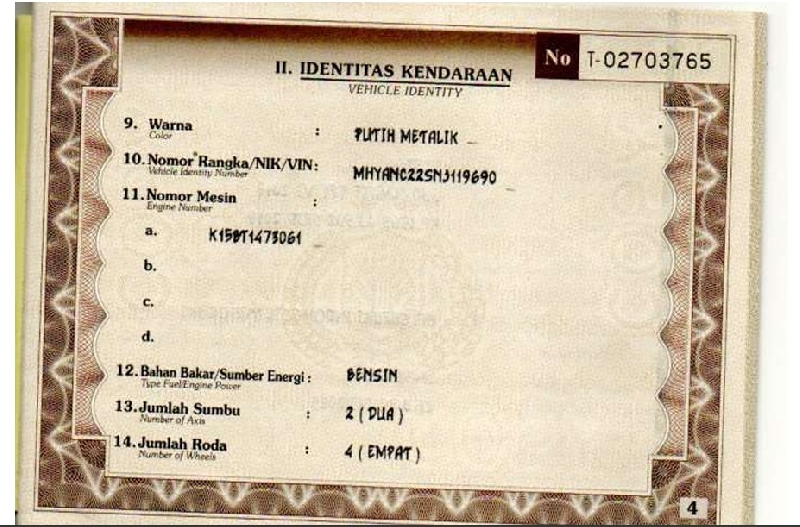 No T-02703765
II. IDENTITAS KENDARAAN
VEHICLE IDENTITY
9. Warna : PUTIH METALIK
Color
10. Nomor Rangka/NIK/VIN: MHYANC22SNJ119690
Vehicle Identity Number
11. Nomor Mesin :
Engine Number
a. K15BT1473061
b.
c.
d.
12. Bahan Bakar/Sumber Energi : BENSIN
Type Fuel/Engine Power
13. Jumlah Sumbu : 2 ( DUA )
Number of Axis
14. Jumlah Roda : 4 ( EMPAT )
Number of Wheels
4